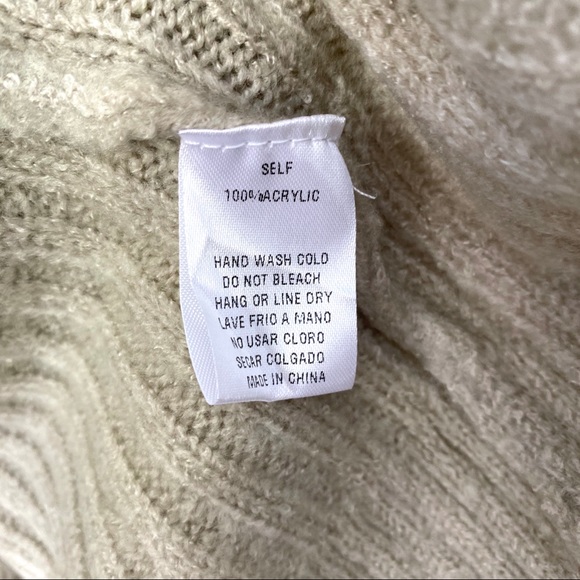 SELF
100%ACRYLIC
HAND WASH COLD
DO NOT BLEACH
HANG OR LINE DRY
LAVE FRIO A MANO
NO USAR CLORO
SECAR COLGADO
MADE IN CHINA